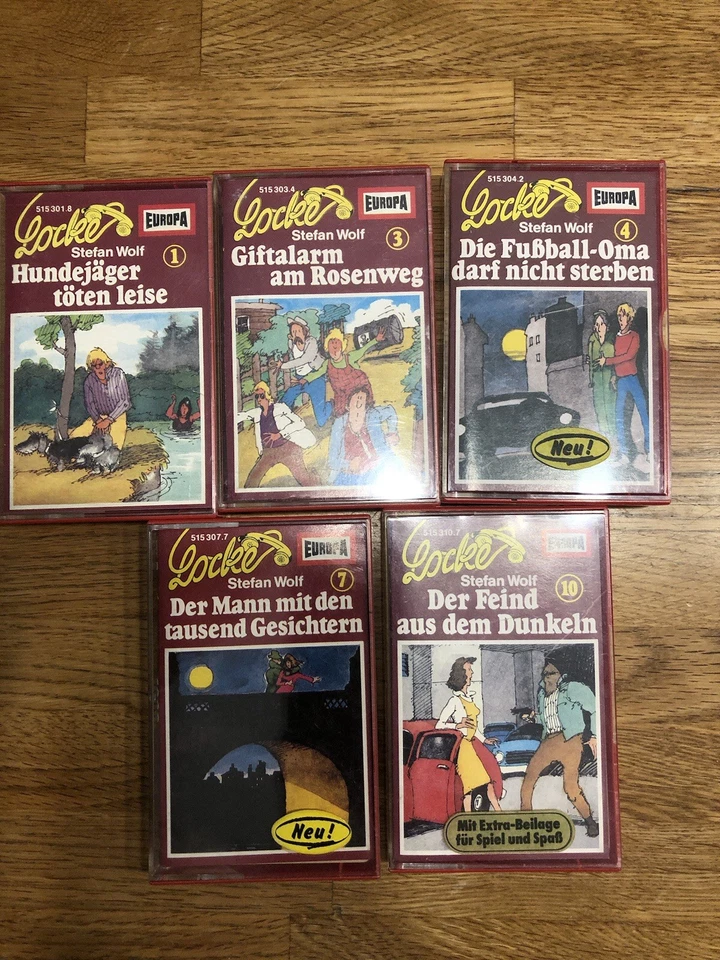 515 301.8
Locke
EUROPA
Stefan Wolf
1
Hundejäger
töten leise
515 303.4
Locke
EUROPA
Stefan Wolf
3
Giftalarm
am Rosenweg
515 304.2
Locke
EUROPA
Stefan Wolf
4
Die Fußball-Oma
darf nicht sterben
Neu!
515 307.7
Locke
EUROPA
Stefan Wolf
7
Der Mann mit den
tausend Gesichtern
Neu!
515 310.7
Locke
EUROPA
Stefan Wolf
10
Der Feind
aus dem Dunkeln
Mit Extra-Beilage
für Spiel und Spaß